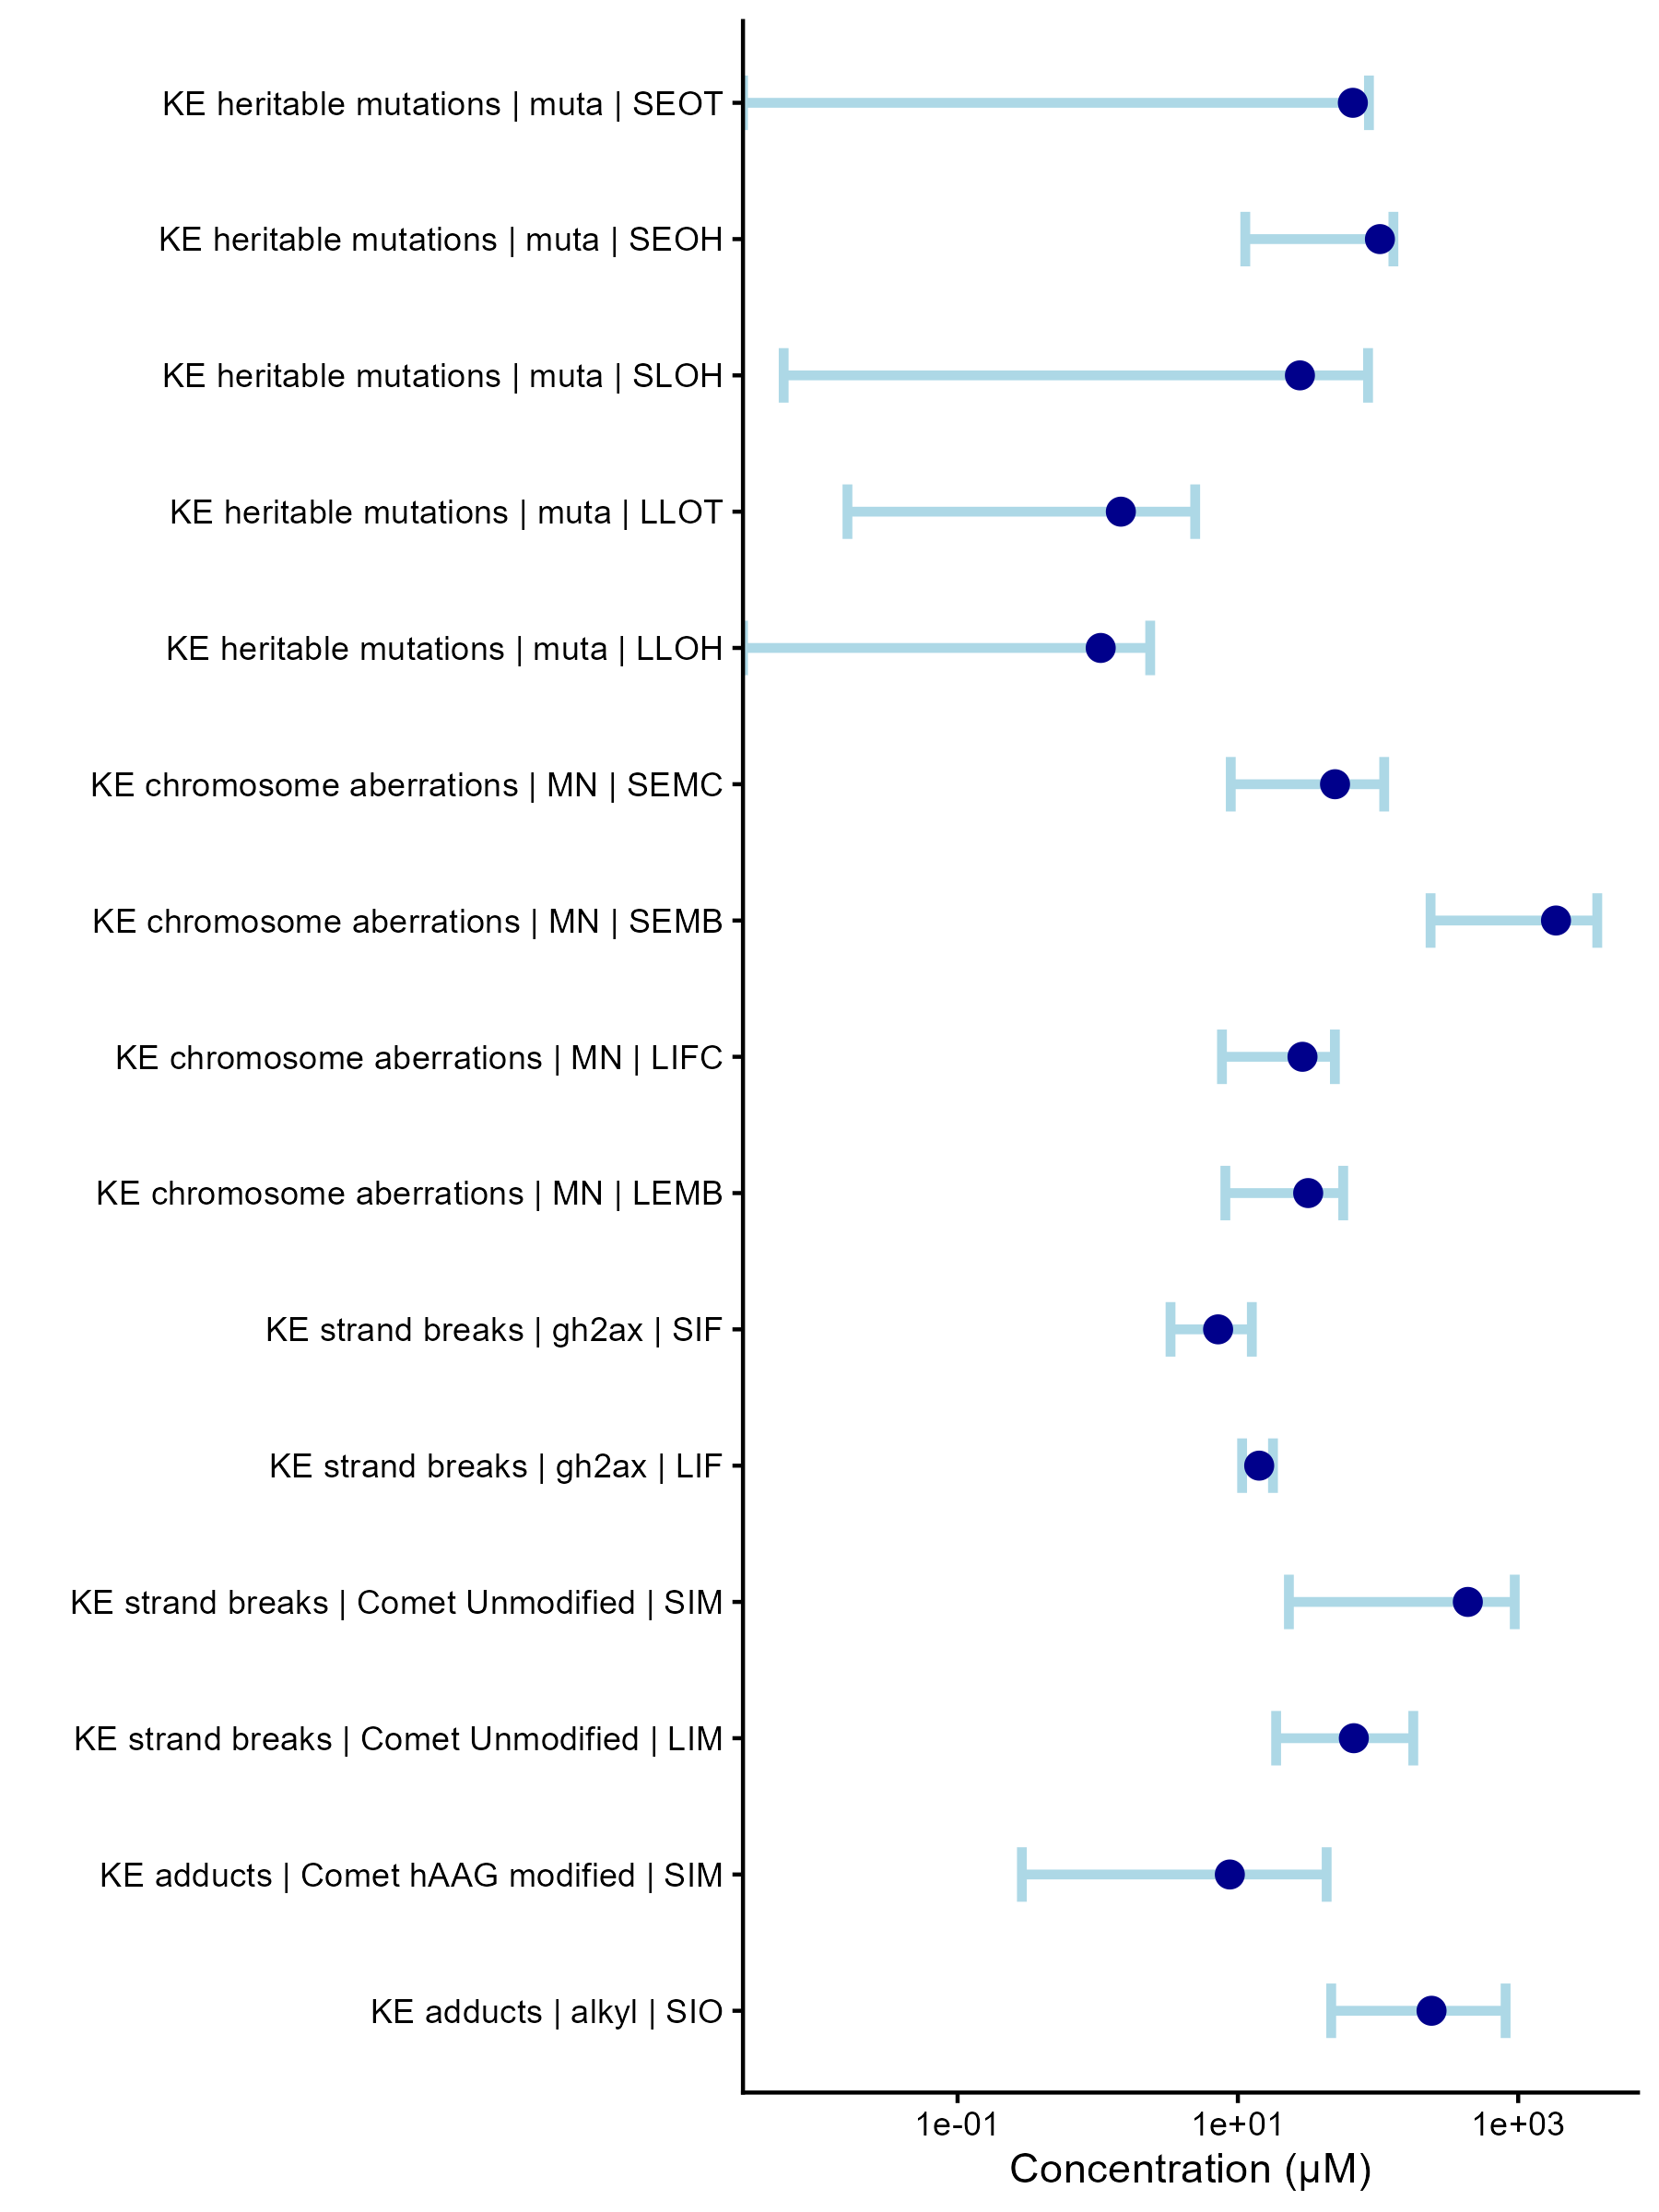 KE heritable mutations | muta | SEOT
KE heritable mutations | muta | SEOH
KE heritable mutations | muta | SLOH
KE heritable mutations | muta | LLOT
KE heritable mutations | muta | LLOH
KE chromosome aberrations | MN | SEMC
KE chromosome aberrations | MN | SEMB
KE chromosome aberrations | MN | LIFC
KE chromosome aberrations | MN | LEMB
KE strand breaks | gh2ax | SIF
KE strand breaks | gh2ax | LIF
KE strand breaks | Comet Unmodified | SIM
KE strand breaks | Comet Unmodified | LIM
KE adducts | Comet hAAG modified | SIM
KE adducts | alkyl | SIO
1e-01 1e+01 1e+03
Concentration (µM)